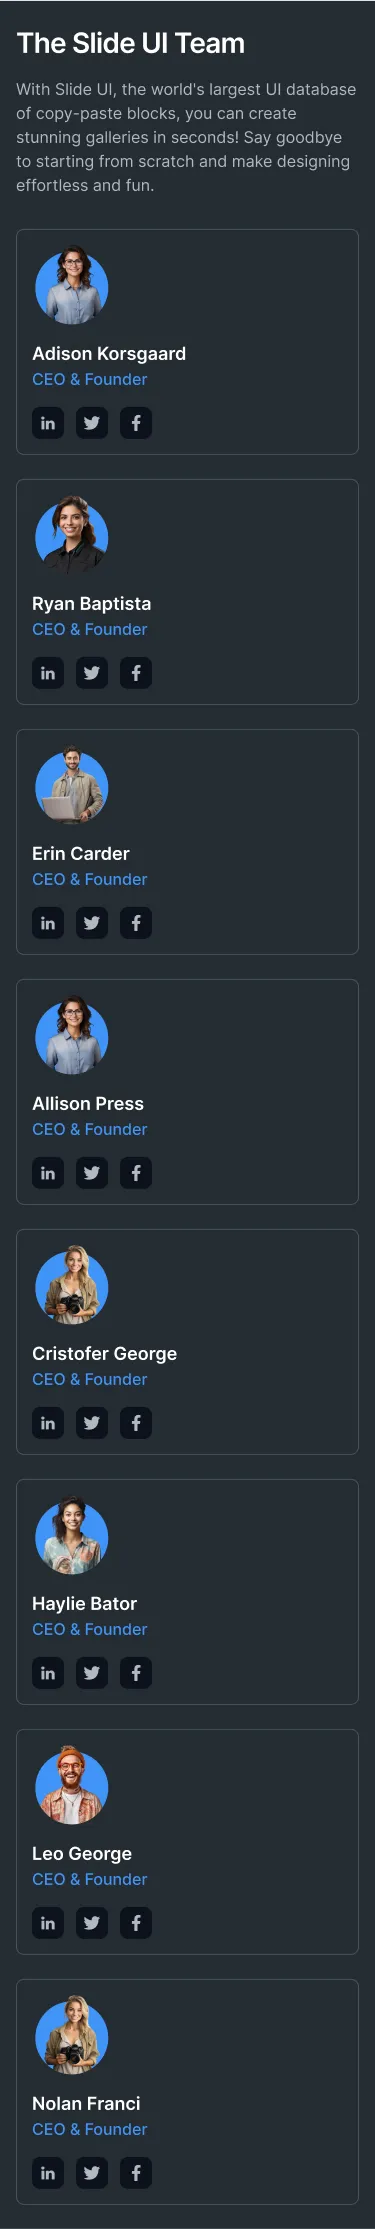 The Slide UI Team
With Slide UI, the world's largest UI database
of copy-paste blocks, you can create
stunning galleries in seconds! Say goodbye
to starting from scratch and make designing
effortless and fun.
Adison Korsgaard
CEO & Founder
in
f
Ryan Baptista
CEO & Founder
in
f
Erin Carder
CEO & Founder
in
f
Allison Press
CEO & Founder
in
f
Cristofer George
CEO & Founder
in
f
Haylie Bator
CEO & Founder
in
f
Leo George
CEO & Founder
in
f
Nolan Franci
CEO & Founder
in
f